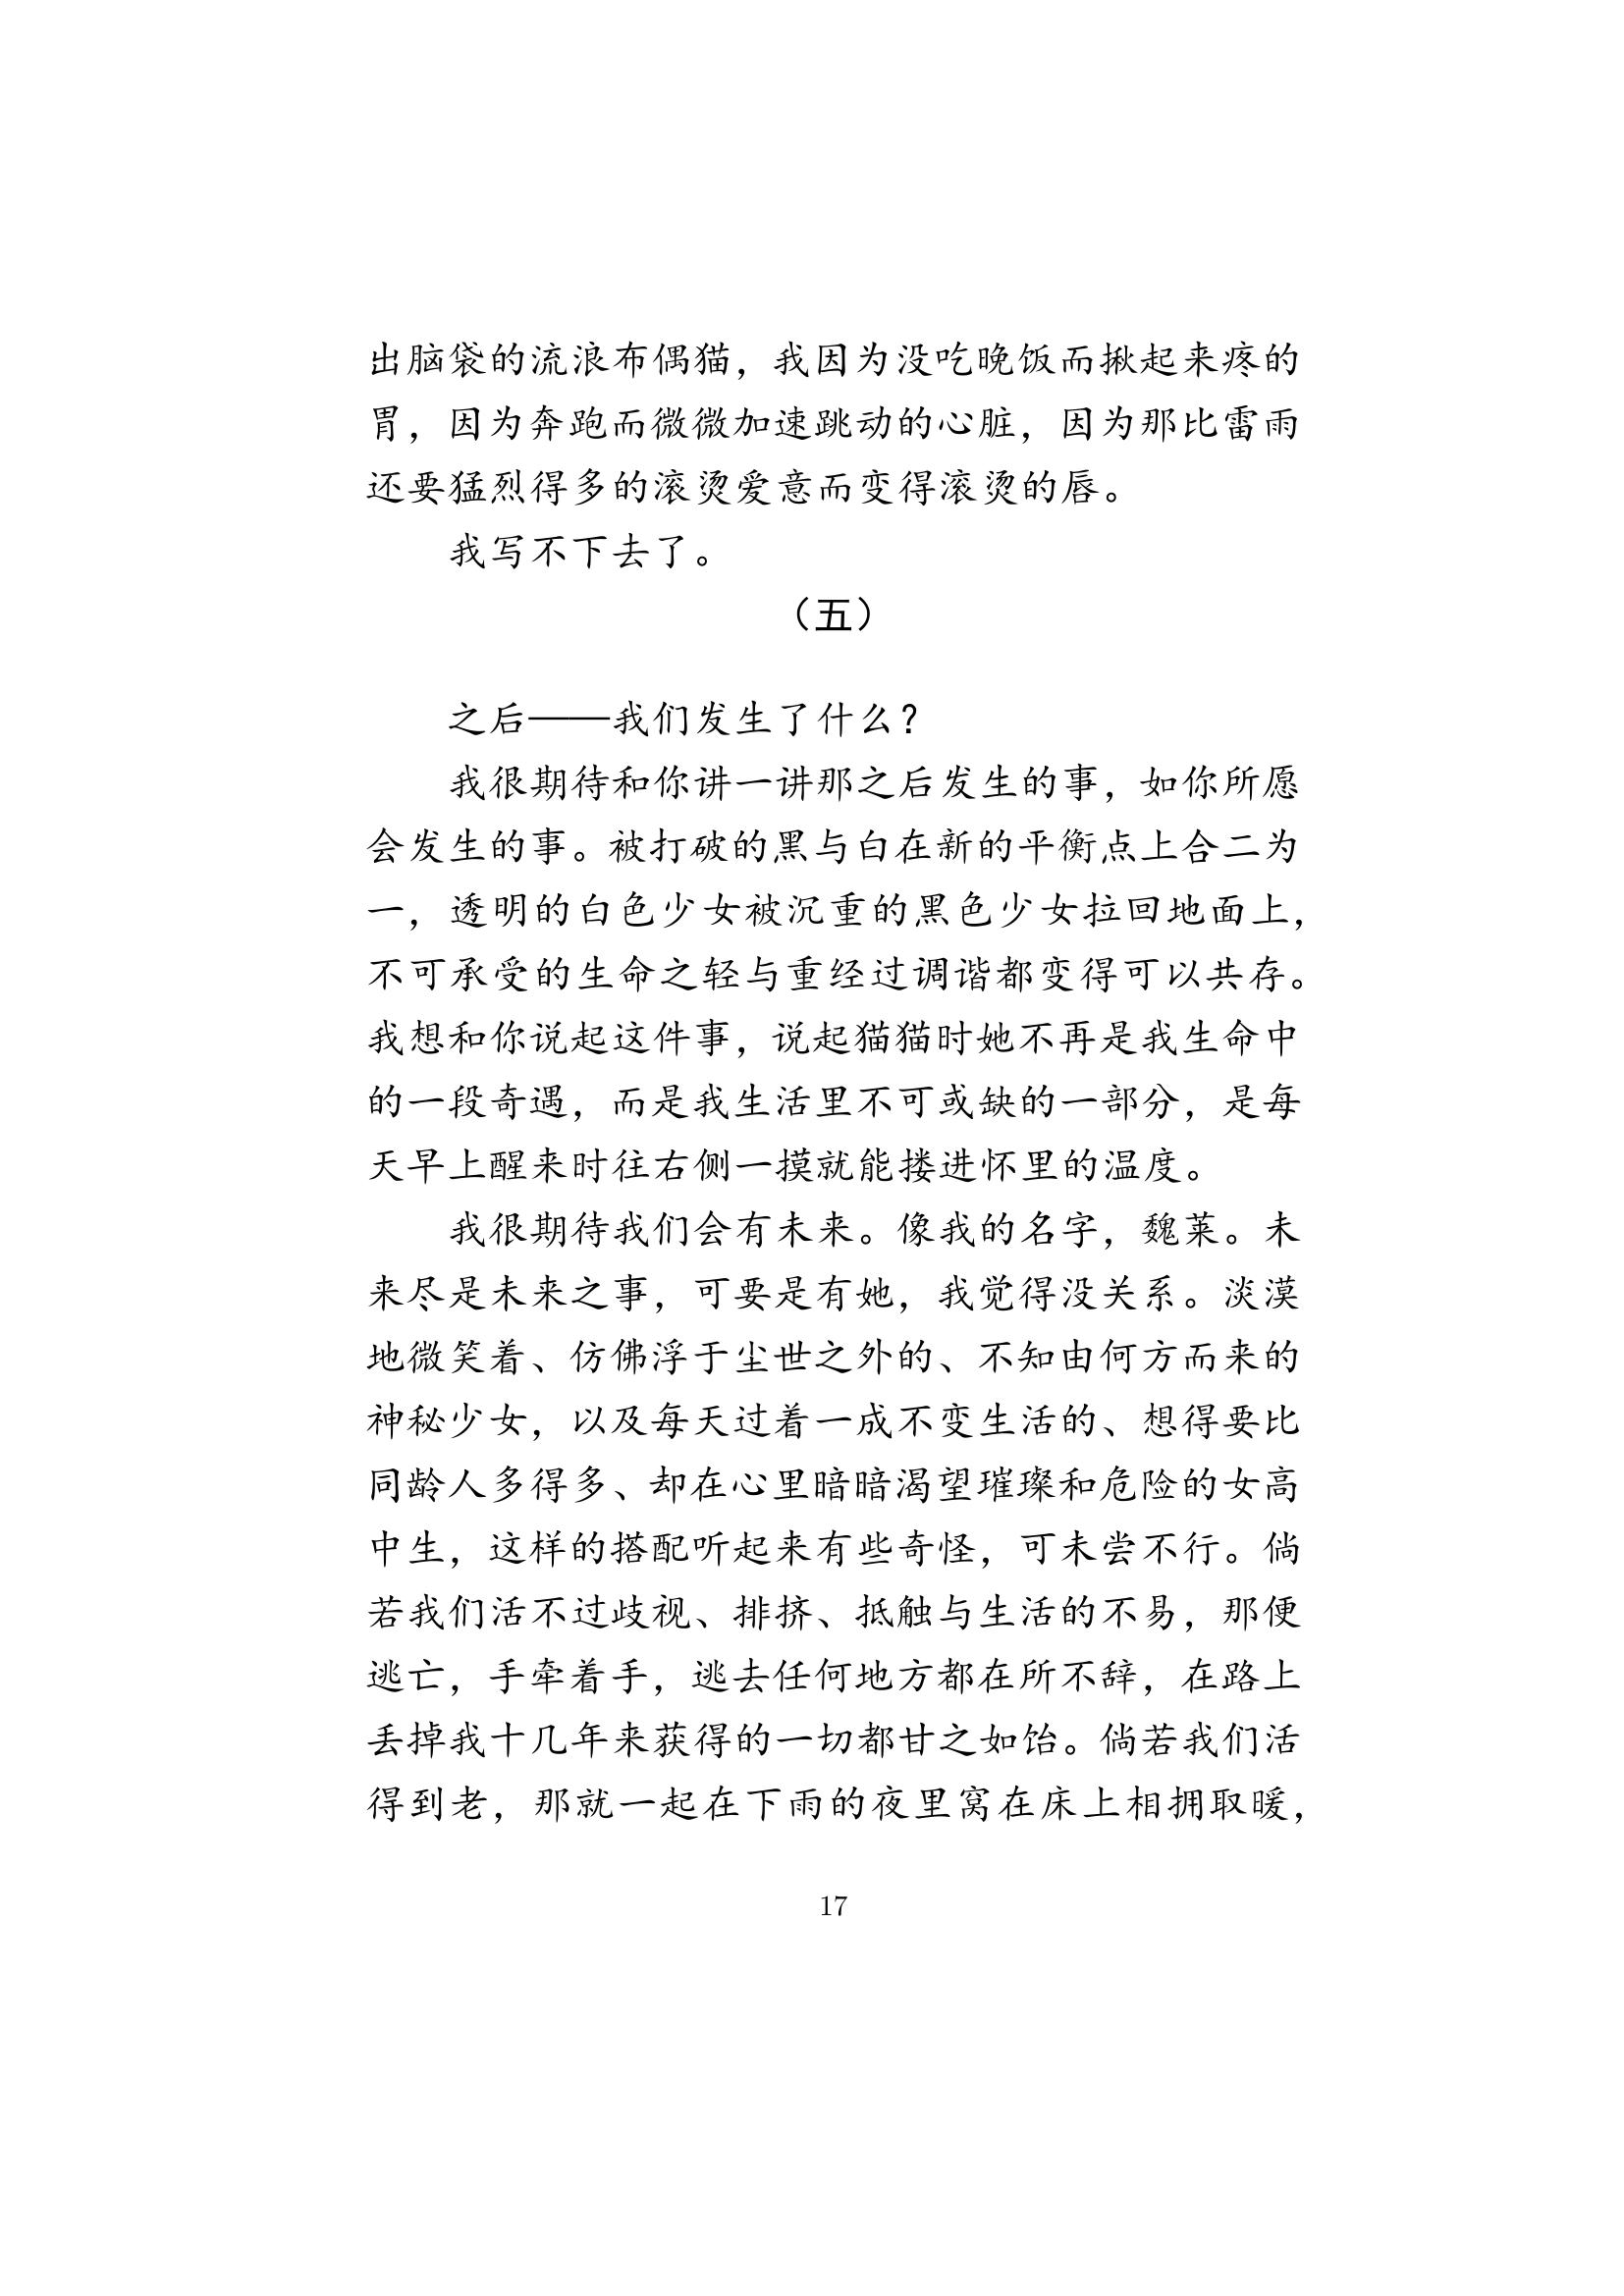 出脑袋的流浪布偶猫，我因为没吃晚饭而揪起来疼的
胃，因为奔跑而微微加速跳动的心脏，因为那比雷雨
还要猛烈得多的滚烫爱意而变得滚烫的唇。
我写不下去了。
（五）
之后——我们发生了什么？
我很期待和你讲一讲那之后发生的事，如你所愿
会发生的事。被打破的黑与白在新的平衡点上合二为
一，透明的白色少女被沉重的黑色少女拉回地面上，
不可承受的生命之轻与重经过调谐都变得可以共存。
我想和你说起这件事，说起猫猫时她不再是我生命中
的一段奇遇，而是我生活里不可或缺的一部分，是每
天早上醒来时往右侧一摸就能搂进怀里的温度。
我很期待我们会有未来。像我的名字，魏莱。未
来尽是未来之事，可要是有她，我觉得没关系。淡漠
地微笑着、仿佛浮于尘世之外的、不知由何方而来的
神秘少女，以及每天过着一成不变生活的、想得要比
同龄人多得多、却在心里暗暗渴望璀璨和危险的女高
中生，这样的搭配听起来有些奇怪，可未尝不行。倘
若我们活不过歧视、排挤、抵触与生活的不易，那便
逃亡，手牵着手，逃去任何地方都在所不辞，在路上
丢掉我十几年来获得的一切都甘之如饴。倘若我们活
得到老，那就一起在下雨的夜里窝在床上相拥取暖，
17